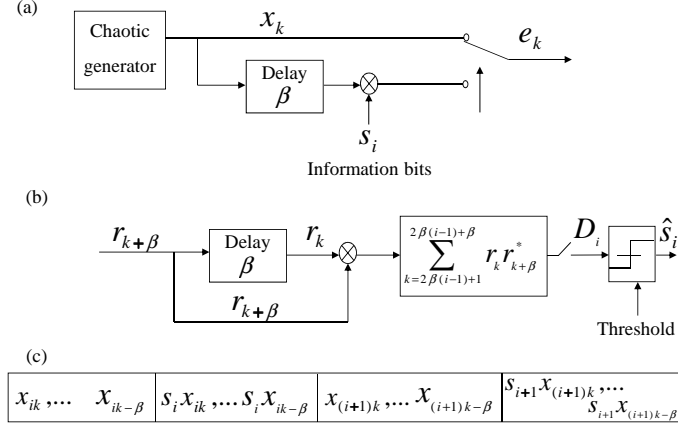 (a)
Chaotic generator
x_k
Delay β
s_i
Information bits
e_k
(b)
r_{k+β}
Delay β
r_k
r_{k+β}
\sum_{k=2β(i-1)+1}^{2β(i-1)+β} r_k r^*_{k+β}
D_i
ŝ_i
Threshold
(c)
x_{ik},... x_{ik-β}
s_i x_{ik},... s_i x_{ik-β}
x_{(i+1)k},... x_{(i+1)k-β}
s_{i+1} x_{(i+1)k},...
s_{i+1} x_{(i+1)k-β}